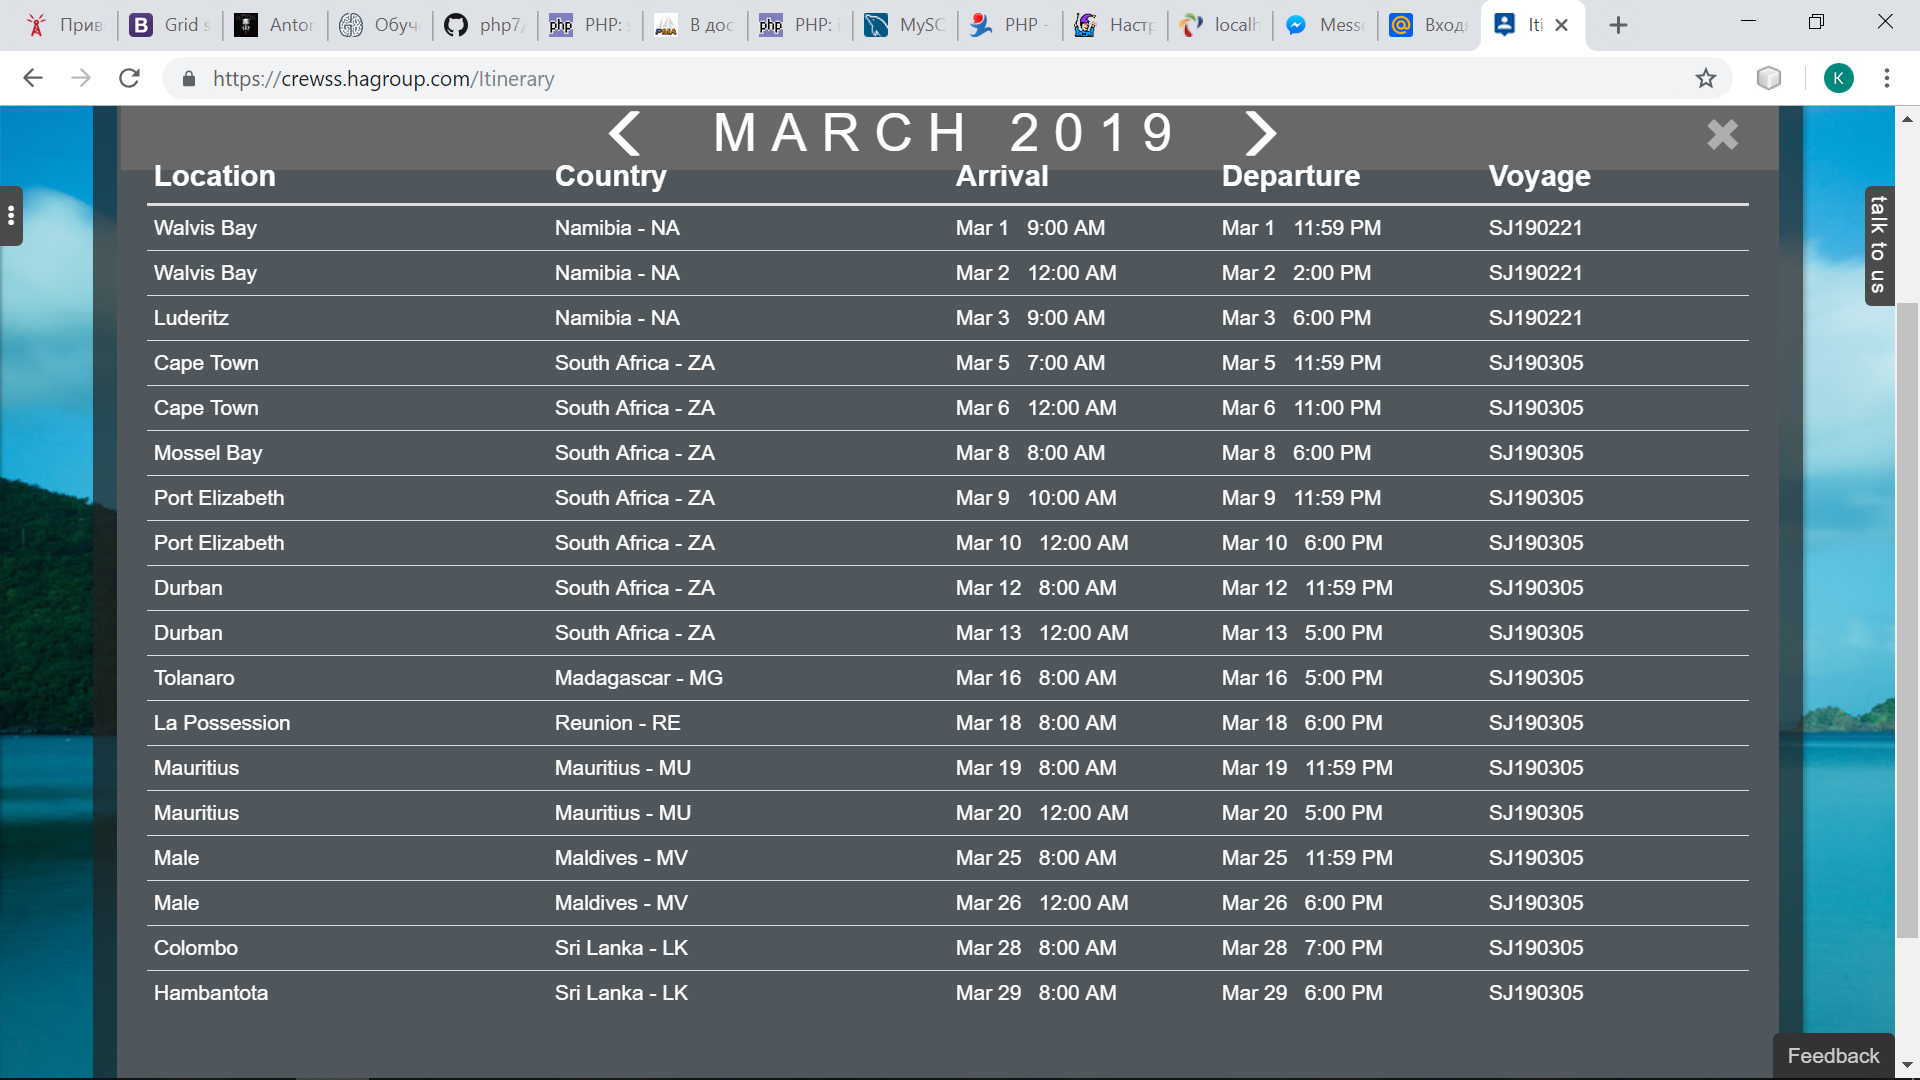 Прив Grid s Anton Обуч php7/ PHP: s В дос PHP: i MySQ PHP - Настр localh Messe Входя Iti
https://crewss.hagroup.com/Itinerary K
MARCH 2019
Location Country Arrival Departure Voyage
Walvis Bay Namibia - NA Mar 1 9:00 AM Mar 1 11:59 PM SJ190221
Walvis Bay Namibia - NA Mar 2 12:00 AM Mar 2 2:00 PM SJ190221
Luderitz Namibia - NA Mar 3 9:00 AM Mar 3 6:00 PM SJ190221
Cape Town South Africa - ZA Mar 5 7:00 AM Mar 5 11:59 PM SJ190305
Cape Town South Africa - ZA Mar 6 12:00 AM Mar 6 11:00 PM SJ190305
Mossel Bay South Africa - ZA Mar 8 8:00 AM Mar 8 6:00 PM SJ190305
Port Elizabeth South Africa - ZA Mar 9 10:00 AM Mar 9 11:59 PM SJ190305
Port Elizabeth South Africa - ZA Mar 10 12:00 AM Mar 10 6:00 PM SJ190305
Durban South Africa - ZA Mar 12 8:00 AM Mar 12 11:59 PM SJ190305
Durban South Africa - ZA Mar 13 12:00 AM Mar 13 5:00 PM SJ190305
Tolanaro Madagascar - MG Mar 16 8:00 AM Mar 16 5:00 PM SJ190305
La Possession Reunion - RE Mar 18 8:00 AM Mar 18 6:00 PM SJ190305
Mauritius Mauritius - MU Mar 19 8:00 AM Mar 19 11:59 PM SJ190305
Mauritius Mauritius - MU Mar 20 12:00 AM Mar 20 5:00 PM SJ190305
Male Maldives - MV Mar 25 8:00 AM Mar 25 11:59 PM SJ190305
Male Maldives - MV Mar 26 12:00 AM Mar 26 6:00 PM SJ190305
Colombo Sri Lanka - LK Mar 28 8:00 AM Mar 28 7:00 PM SJ190305
Hambantota Sri Lanka - LK Mar 29 8:00 AM Mar 29 6:00 PM SJ190305
talk to us
Feedback